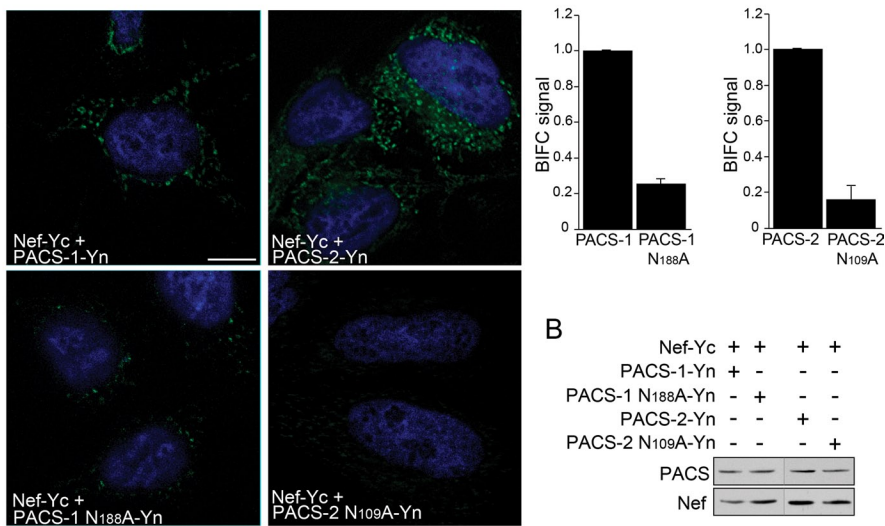 Nef-Yc +
PACS-1-Yn
Nef-Yc +
PACS-2-Yn
Nef-Yc +
PACS-1 N188A-Yn
Nef-Yc +
PACS-2 N109A-Yn
BIFC signal
1.2
1.0
0.8
0.6
0.4
0.2
0
PACS-1
PACS-1
N188A
BIFC signal
1.2
1.0
0.8
0.6
0.4
0.2
0
PACS-2
PACS-2
N109A
B
Nef-Yc + + + +
PACS-1-Yn + - - -
PACS-1 N188A-Yn - + - -
PACS-2-Yn - - + -
PACS-2 N109A-Yn - - - +
PACS
Nef